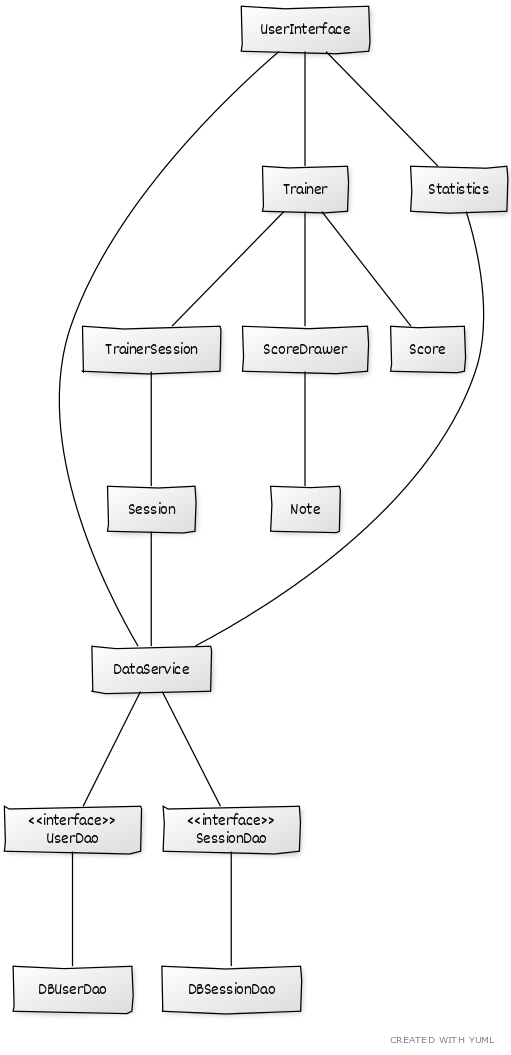 UserInterface
Trainer
Statistics
TrainerSession
ScoreDrawer
Score
Session
Note
DataService
<<interface>>
UserDao
<<interface>>
SessionDao
DBUserDao
DBSessionDao
CREATED WITH YUML